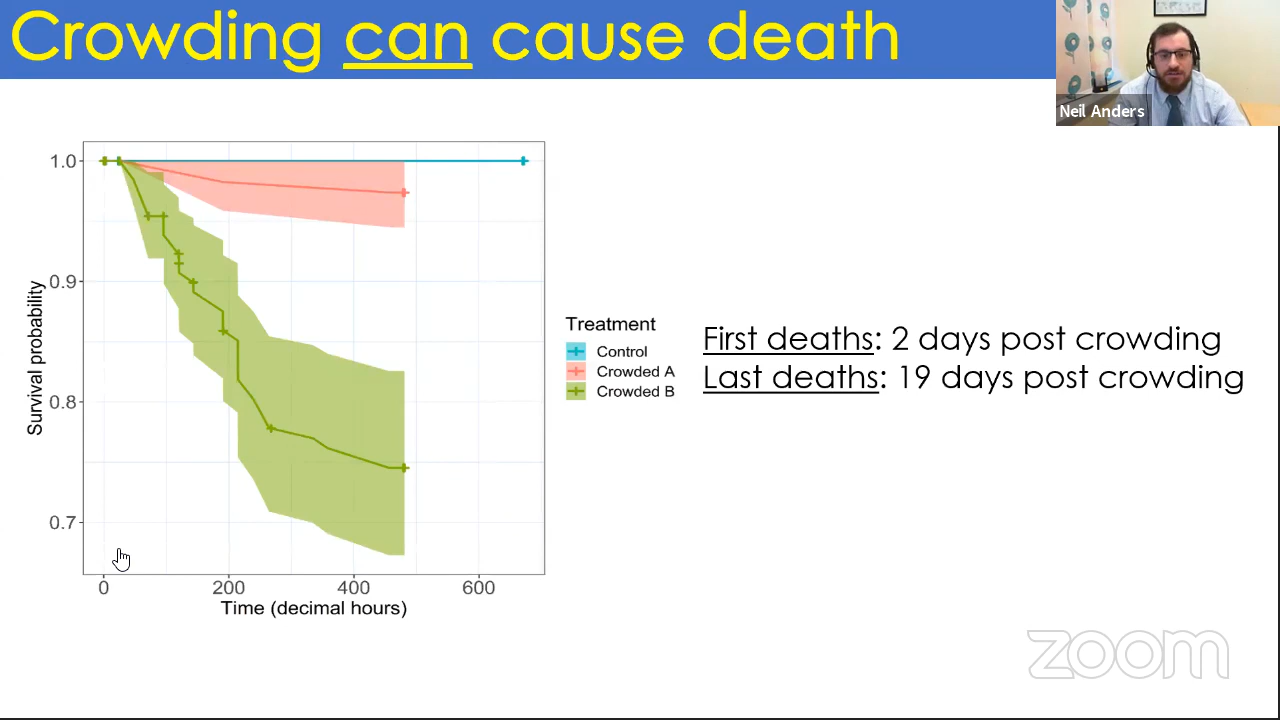 Crowding can cause death
Neil Anders
1.0
0.9
0.8
0.7
Survival probability
0
200
400
600
Time (decimal hours)
Treatment
Control
Crowded A
Crowded B
First deaths: 2 days post crowding
Last deaths: 19 days post crowding
zoom